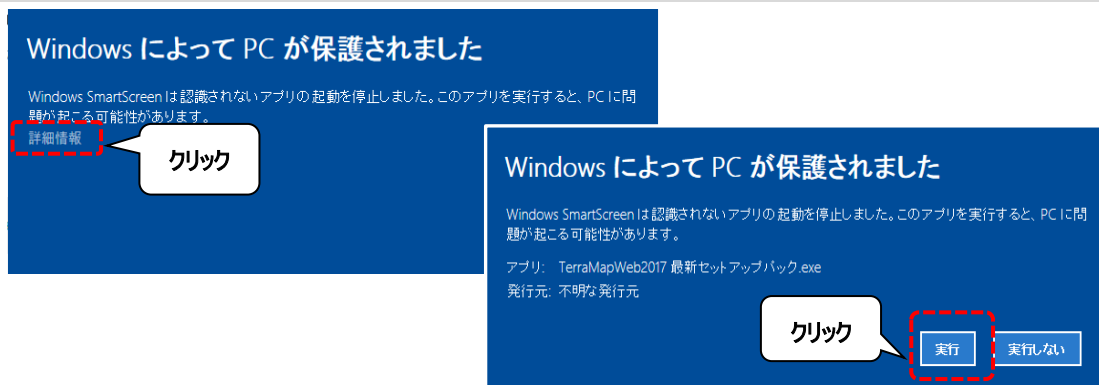 Windows によって PC が保護されました
Windows SmartScreen は認識されないアプリの起動を停止しました。このアプリを実行すると、PC に問
題が起こる可能性があります。
詳細情報
クリック
Windows によって PC が保護されました
Windows SmartScreen は認識されないアプリの起動を停止しました。このアプリを実行すると、PC に問
題が起こる可能性があります。
アプリ: TerraMapWeb2017 最新セットアップパック.exe
発行元: 不明な発行元
クリック
実行 実行しない